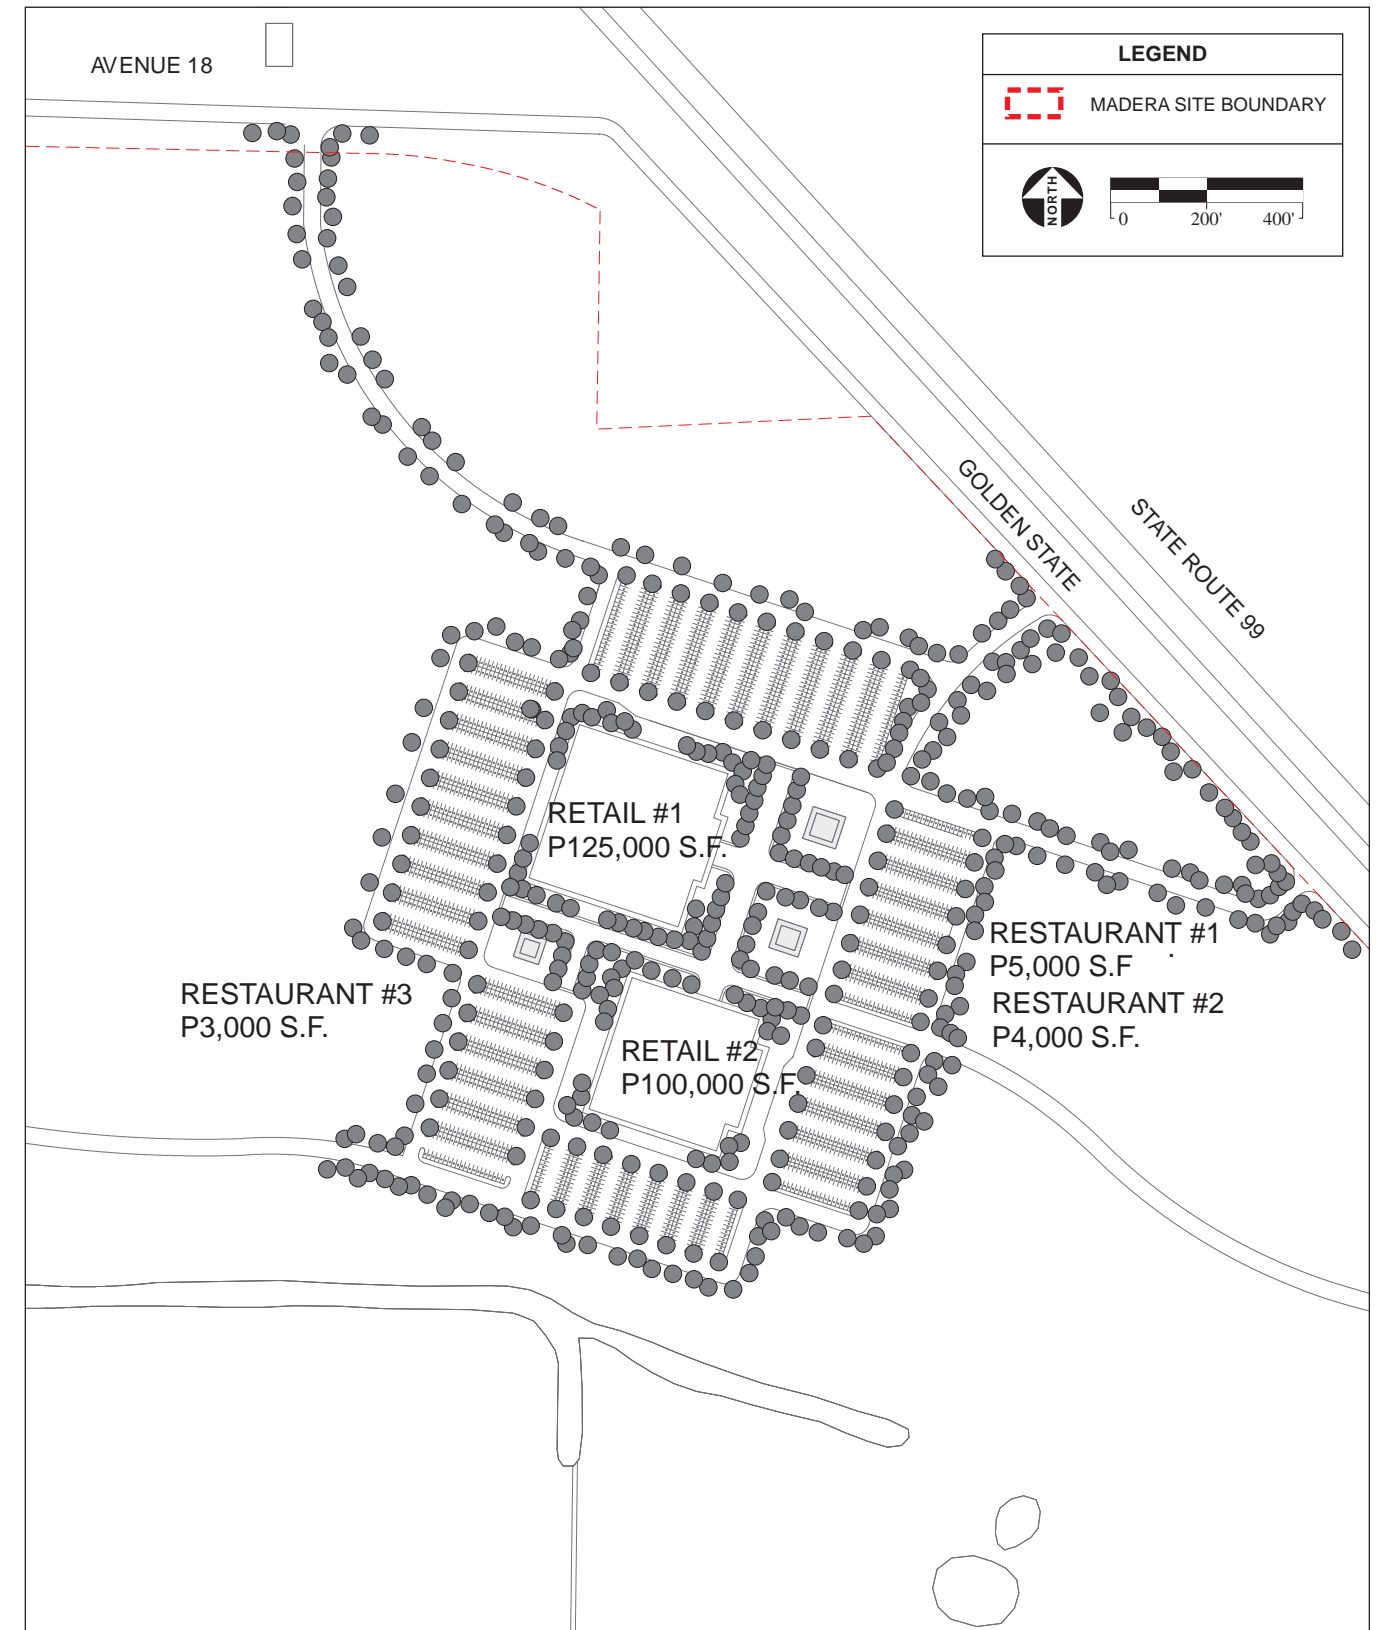 AVENUE 18
LEGEND
MADERA SITE BOUNDARY
NORTH
0 200' 400'
GOLDEN STATE
STATE ROUTE 99
RETAIL #1
P125,000 S.F.
RESTAURANT #1
P5,000 S.F.
RESTAURANT #2
P4,000 S.F.
RESTAURANT #3
P3,000 S.F.
RETAIL #2
P100,000 S.F.